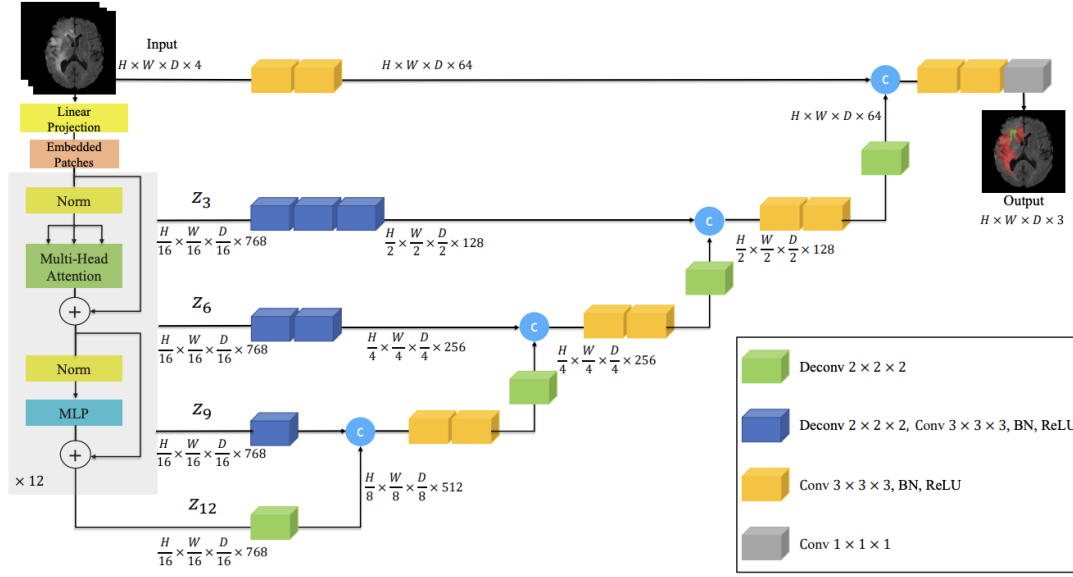 Input
H × W × D × 4
H × W × D × 64
C
H × W × D × 64
Linear
Projection
Embedded
Patches
Output
H × W × D × 3
Norm
Multi-Head
Attention
+
Norm
MLP
+
× 12
z₃
H/16 × W/16 × D/16 × 768
H/2 × W/2 × D/2 × 128
C
H/2 × W/2 × D/2 × 128
z₆
H/16 × W/16 × D/16 × 768
H/4 × W/4 × D/4 × 256
C
H/4 × W/4 × D/4 × 256
z₉
H/16 × W/16 × D/16 × 768
C
H/8 × W/8 × D/8 × 512
z₁₂
H/16 × W/16 × D/16 × 768
Deconv 2 × 2 × 2
Deconv 2 × 2 × 2, Conv 3 × 3 × 3, BN, ReLU
Conv 3 × 3 × 3, BN, ReLU
Conv 1 × 1 × 1